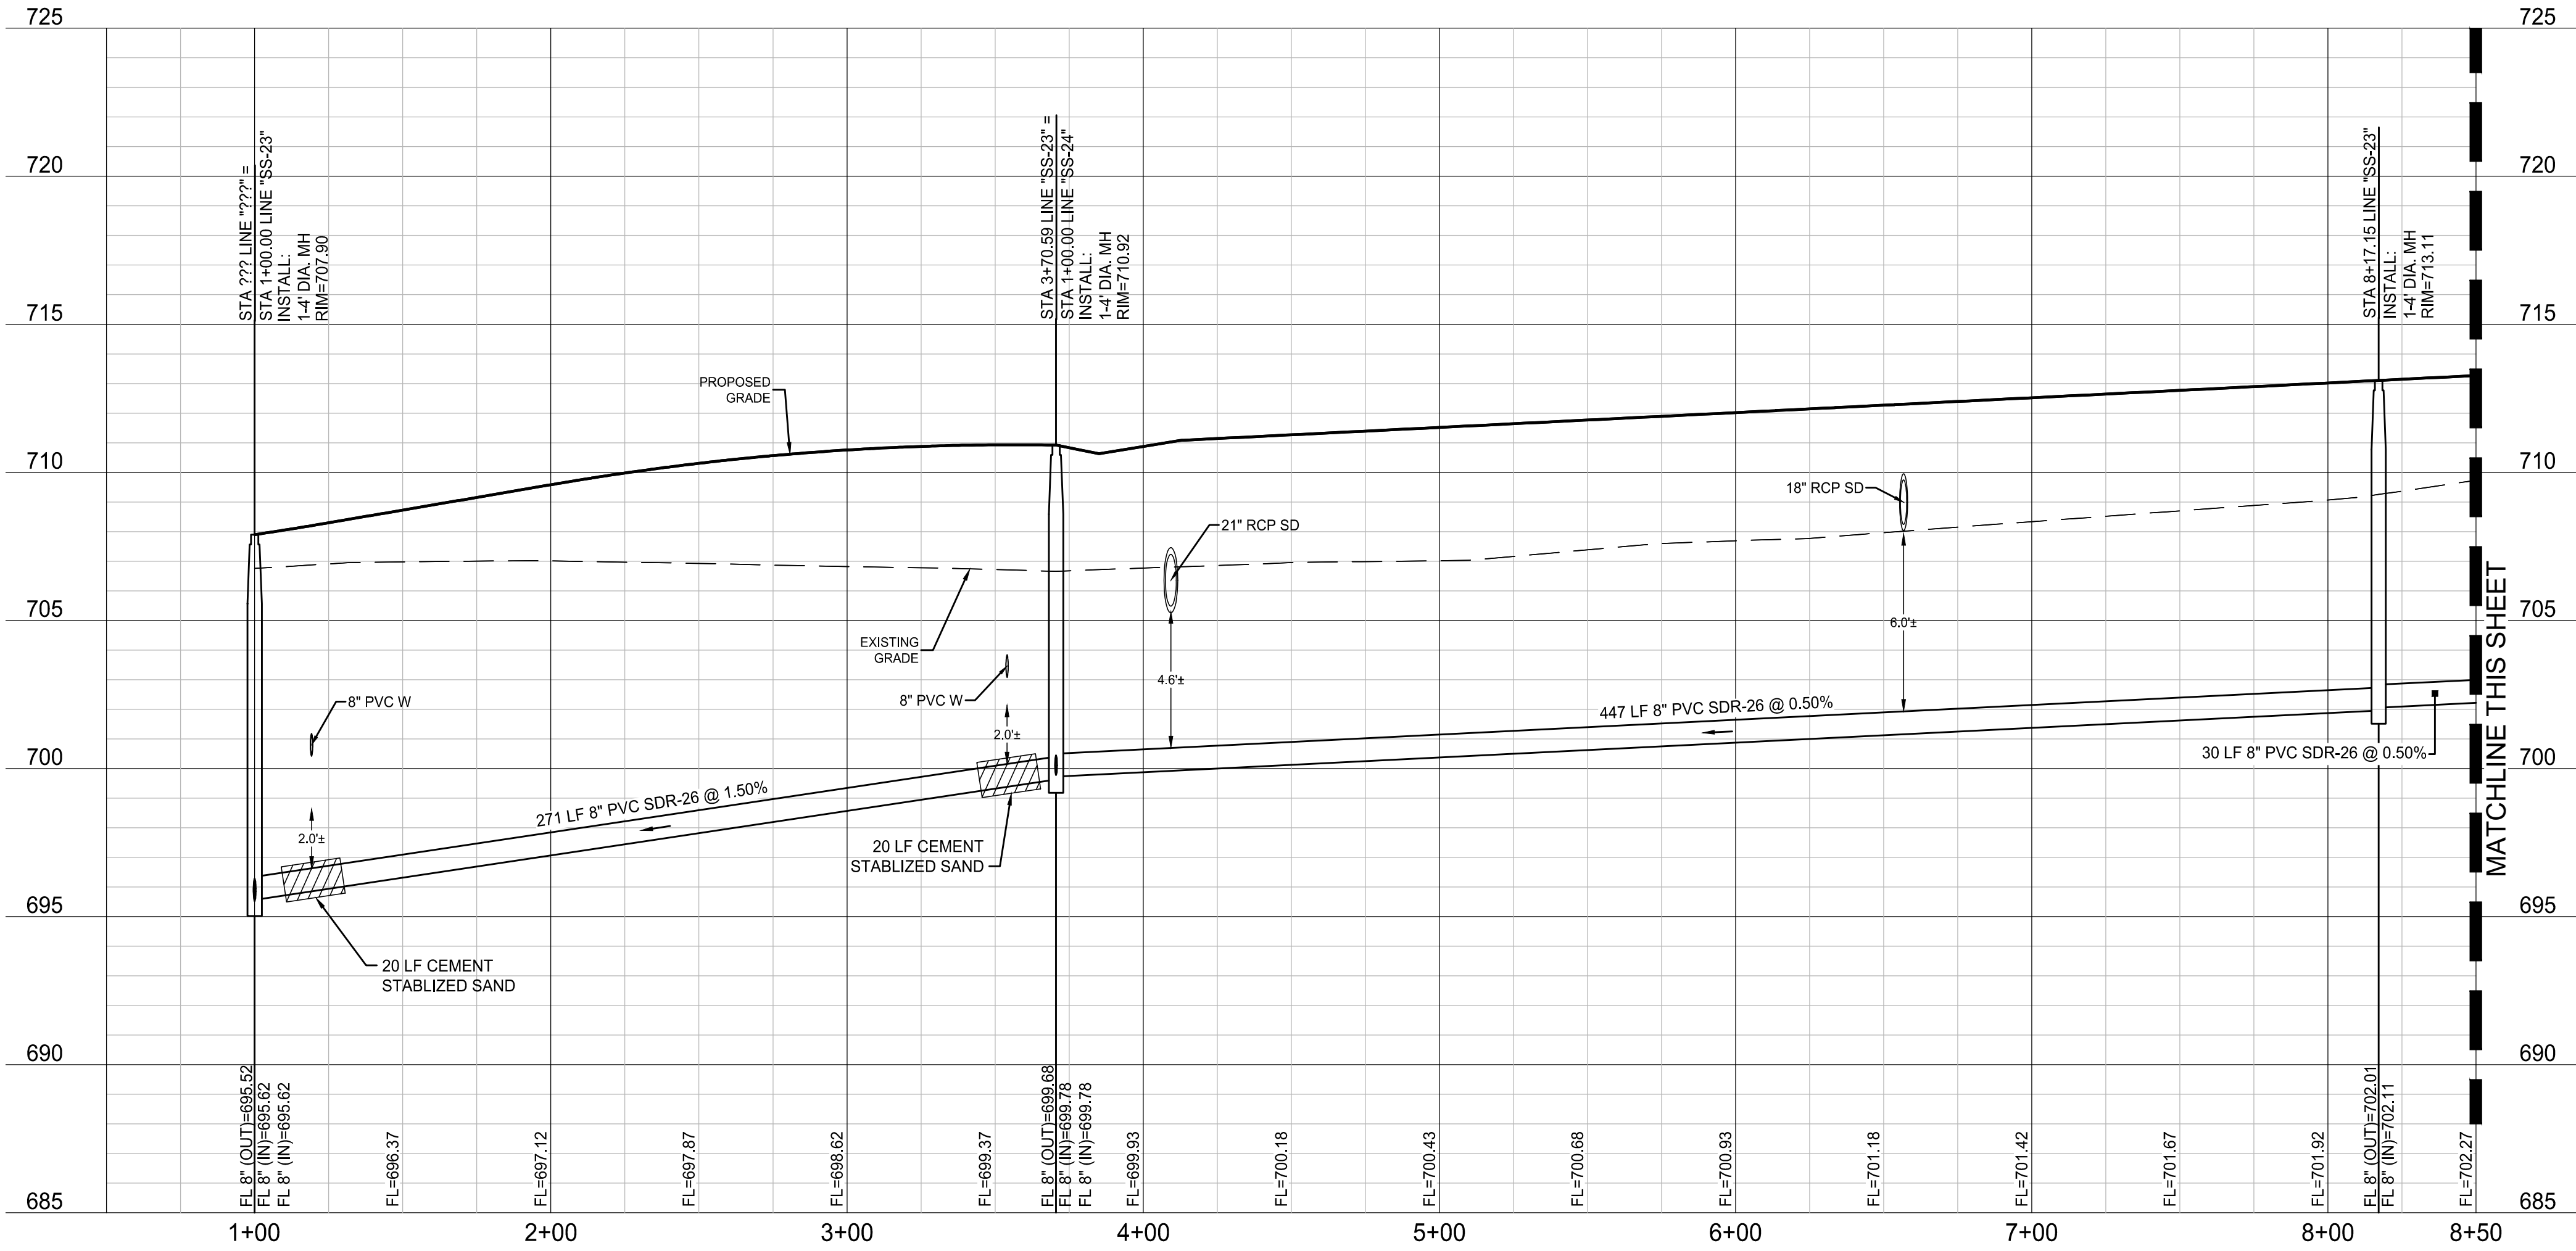 725
725
720
720
715
715
710
710
705
705
700
700
695
695
690
690
685
685
STA ??? LINE "???" =
STA 1+00.00 LINE "SS-23"
INSTALL:
1-4' DIA. MH
RIM=707.90
STA 3+70.59 LINE "SS-23" =
STA 1+00.00 LINE "SS-24"
INSTALL:
1-4' DIA. MH
RIM=710.92
STA 8+17.15 LINE "SS-23"
INSTALL:
1-4' DIA. MH
RIM=713.11
PROPOSED
GRADE
18" RCP SD
21" RCP SD
EXISTING
GRADE
6.0'±
4.6'±
8" PVC W
8" PVC W
2.0'±
2.0'±
447 LF 8" PVC SDR-26 @ 0.50%
30 LF 8" PVC SDR-26 @ 0.50%
271 LF 8" PVC SDR-26 @ 1.50%
20 LF CEMENT
STABLIZED SAND
20 LF CEMENT
STABLIZED SAND
MATCHLINE THIS SHEET
FL 8" (OUT)=695.52
FL 8" (IN)=695.62
FL 8" (IN)=695.62
FL=696.37
FL=697.12
FL=697.87
FL=698.62
FL=699.37
FL 8" (OUT)=699.68
FL 8" (IN)=699.78
FL 8" (IN)=699.78
FL=699.93
FL=700.18
FL=700.43
FL=700.68
FL=700.93
FL=701.18
FL=701.42
FL=701.67
FL=701.92
FL 8" (OUT)=702.01
FL 8" (IN)=702.11
FL=702.27
1+00
2+00
3+00
4+00
5+00
6+00
7+00
8+00
8+50